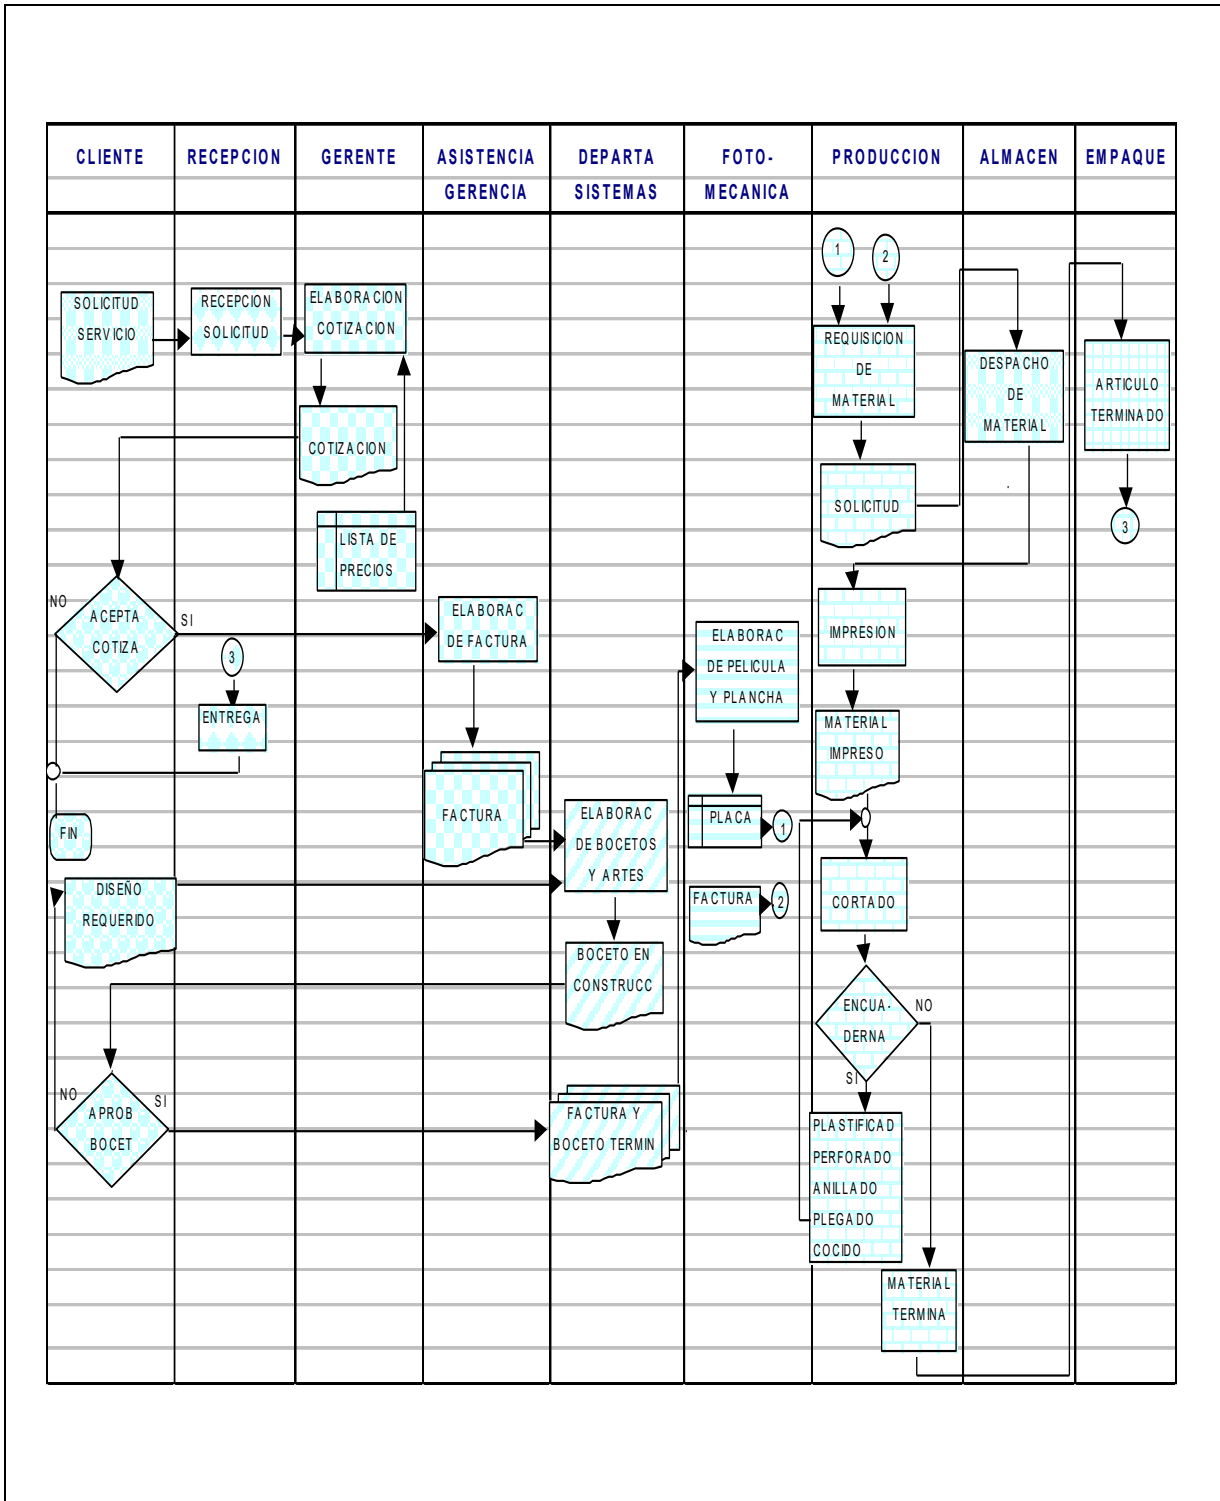 CLIENTE
RECEPCION
GERENTE
ASISTENCIA
GERENCIA
DEPARTA
SISTEMAS
FOTO-
MECANICA
PRODUCCION
ALMACEN
EMPAQUE
SOLICITUD
SERVICIO
RECEPCION
SOLICITUD
ELABORACION
COTIZACION
COTIZACION
LISTA DE
PRECIOS
NO
ACEPTA
COTIZA
SI
3
ENTREGA
FIN
ELABORAC
DE FACTURA
FACTURA
DISEÑO
REQUERIDO
ELABORAC
DE BOCETOS
Y ARTES
BOCETO EN
CONSTRUCC
NO
APROB
BOCET
SI
FACTURA Y
BOCETO TERMIN
ELABORAC
DE PELICULA
Y PLANCHA
PLACA
1
FACTURA
2
1
2
REQUISICION
DE
MATERIAL
SOLICITUD
DESPACHO
DE
MATERIAL
IMPRESION
MATERIAL
IMPRESO
CORTADO
ENCUA-
DERNA
NO
SI
PLASTIFICAD
PERFORADO
ANILLADO
PLEGADO
COCIDO
MATERIAL
TERMINA
ARTICULO
TERMINADO
3